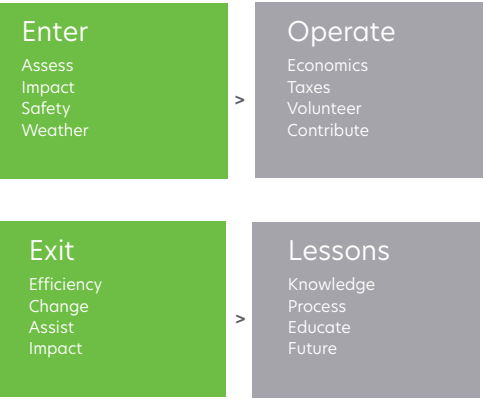 Enter
Assess
Impact
Safety
Weather
>
Operate
Economics
Taxes
Volunteer
Contribute
Exit
Efficiency
Change
Assist
Impact
>
Lessons
Knowledge
Process
Educate
Future